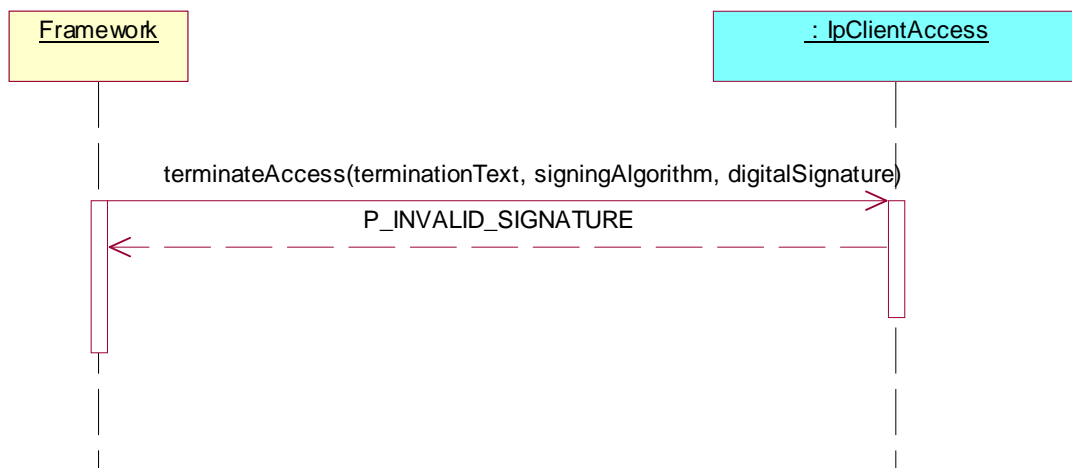 Framework
: IpClientAccess
terminateAccess(terminationText, signingAlgorithm, digitalSignature)
P_INVALID_SIGNATURE